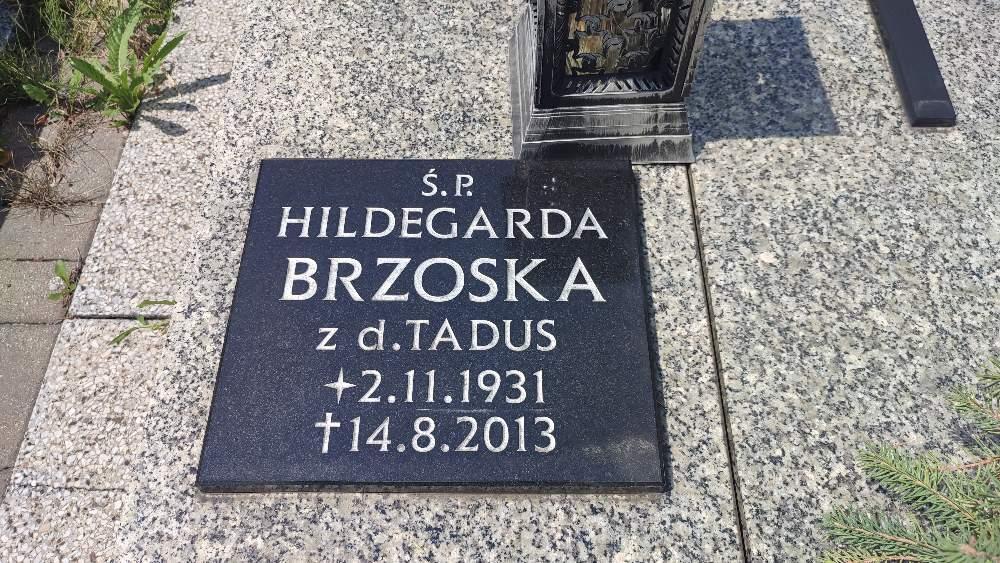 Ś.P.
HILDEGARDA
BRZOSKA
z d. TADUS
2.11.1931
†14.8.2013